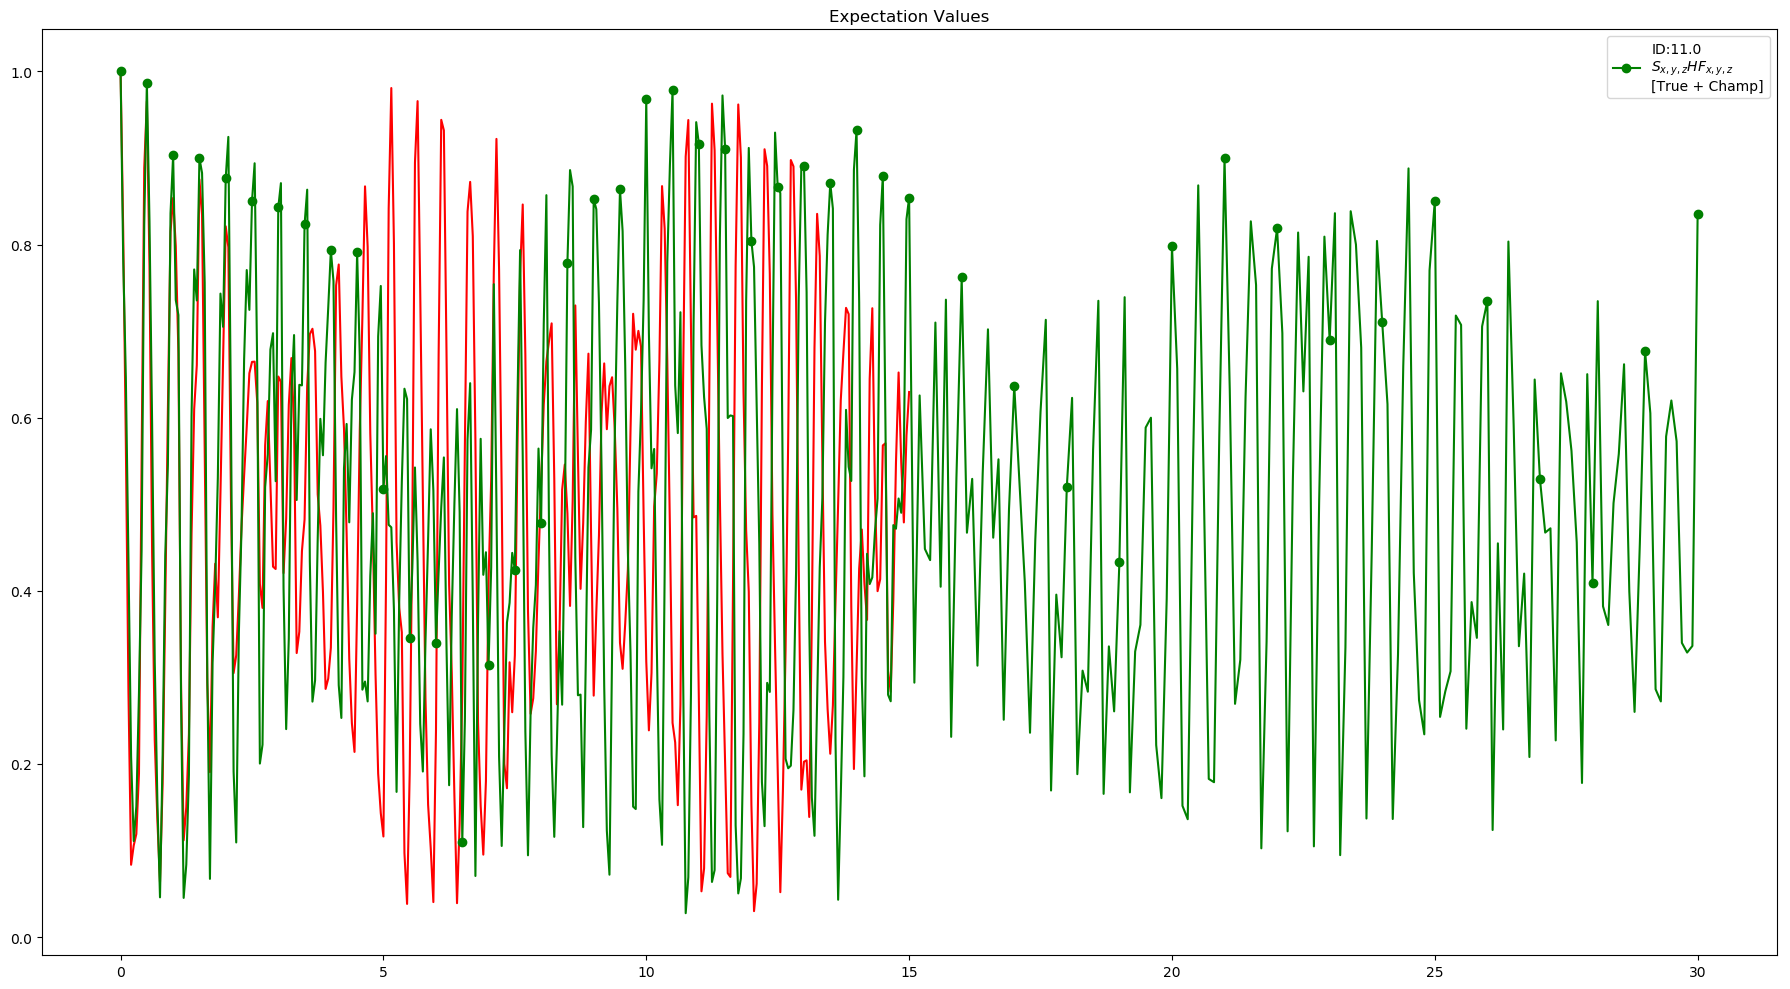 Expectation Values
ID:11.0
S_{x,y,z}HF_{x,y,z}
[True + Champ]
1.0
0.8
0.6
0.4
0.2
0.0
0 5 10 15 20 25 30